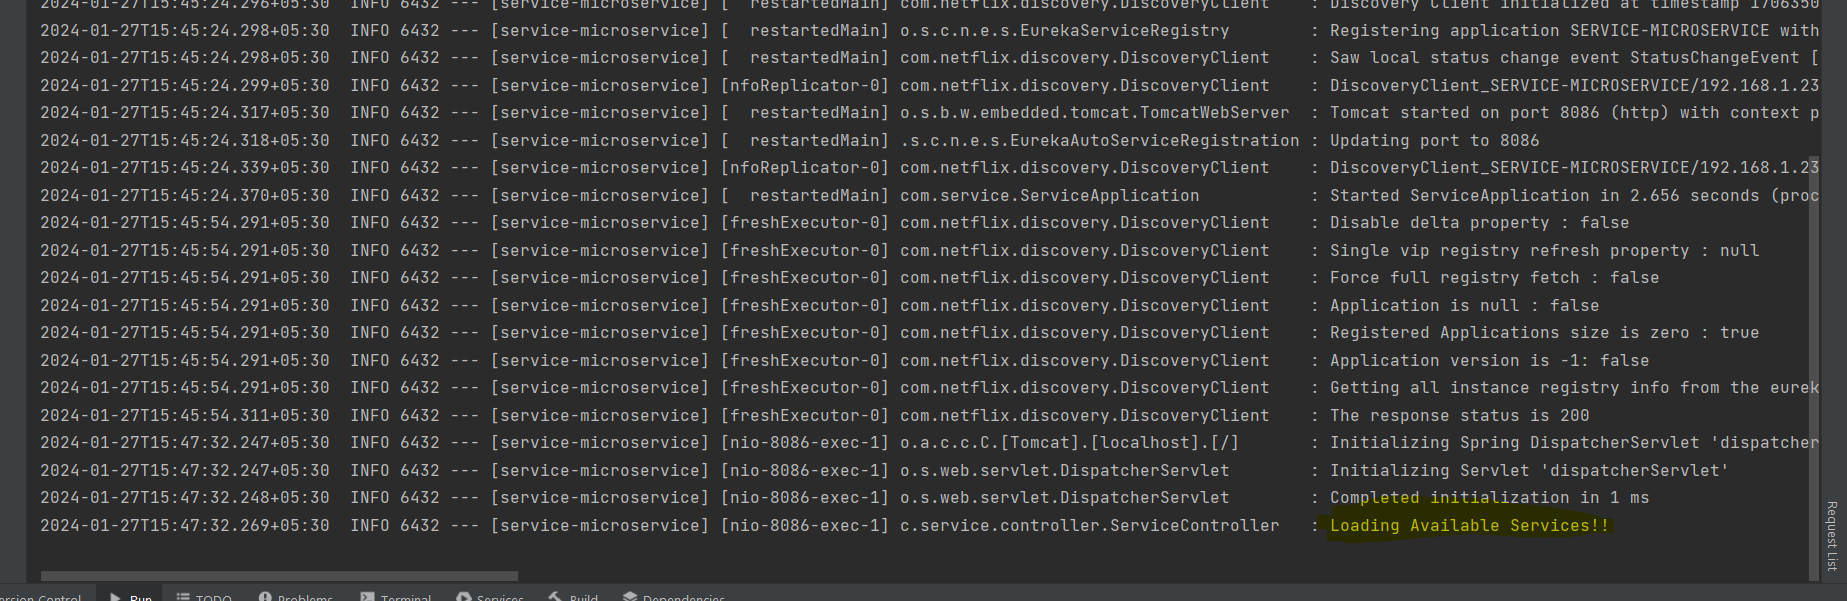 2024-01-27T15:45:24.296+05:30  INFO 6432 --- [service-microservice] [  restartedMain] com.netflix.discovery.DiscoveryClient    : Discovery Client initialized at timestamp 1706350
2024-01-27T15:45:24.298+05:30  INFO 6432 --- [service-microservice] [  restartedMain] o.s.c.n.e.s.EurekaServiceRegistry        : Registering application SERVICE-MICROSERVICE with
2024-01-27T15:45:24.298+05:30  INFO 6432 --- [service-microservice] [  restartedMain] com.netflix.discovery.DiscoveryClient    : Saw local status change event StatusChangeEvent [
2024-01-27T15:45:24.299+05:30  INFO 6432 --- [service-microservice] [nfoReplicator-0] com.netflix.discovery.DiscoveryClient    : DiscoveryClient_SERVICE-MICROSERVICE/192.168.1.23
2024-01-27T15:45:24.317+05:30  INFO 6432 --- [service-microservice] [  restartedMain] o.s.b.w.embedded.tomcat.TomcatWebServer  : Tomcat started on port 8086 (http) with context p
2024-01-27T15:45:24.318+05:30  INFO 6432 --- [service-microservice] [  restartedMain] .s.c.n.e.s.EurekaAutoServiceRegistration : Updating port to 8086
2024-01-27T15:45:24.339+05:30  INFO 6432 --- [service-microservice] [nfoReplicator-0] com.netflix.discovery.DiscoveryClient    : DiscoveryClient_SERVICE-MICROSERVICE/192.168.1.23
2024-01-27T15:45:24.370+05:30  INFO 6432 --- [service-microservice] [  restartedMain] com.service.ServiceApplication           : Started ServiceApplication in 2.656 seconds (proc
2024-01-27T15:45:54.291+05:30  INFO 6432 --- [service-microservice] [freshExecutor-0] com.netflix.discovery.DiscoveryClient    : Disable delta property : false
2024-01-27T15:45:54.291+05:30  INFO 6432 --- [service-microservice] [freshExecutor-0] com.netflix.discovery.DiscoveryClient    : Single vip registry refresh property : null
2024-01-27T15:45:54.291+05:30  INFO 6432 --- [service-microservice] [freshExecutor-0] com.netflix.discovery.DiscoveryClient    : Force full registry fetch : false
2024-01-27T15:45:54.291+05:30  INFO 6432 --- [service-microservice] [freshExecutor-0] com.netflix.discovery.DiscoveryClient    : Application is null : false
2024-01-27T15:45:54.291+05:30  INFO 6432 --- [service-microservice] [freshExecutor-0] com.netflix.discovery.DiscoveryClient    : Registered Applications size is zero : true
2024-01-27T15:45:54.291+05:30  INFO 6432 --- [service-microservice] [freshExecutor-0] com.netflix.discovery.DiscoveryClient    : Application version is -1: false
2024-01-27T15:45:54.291+05:30  INFO 6432 --- [service-microservice] [freshExecutor-0] com.netflix.discovery.DiscoveryClient    : Getting all instance registry info from the eurek
2024-01-27T15:45:54.311+05:30  INFO 6432 --- [service-microservice] [freshExecutor-0] com.netflix.discovery.DiscoveryClient    : The response status is 200
2024-01-27T15:47:32.247+05:30  INFO 6432 --- [service-microservice] [nio-8086-exec-1] o.a.c.c.C.[Tomcat].[localhost].[/]       : Initializing Spring DispatcherServlet 'dispatcher
2024-01-27T15:47:32.247+05:30  INFO 6432 --- [service-microservice] [nio-8086-exec-1] o.s.web.servlet.DispatcherServlet        : Initializing Servlet 'dispatcherServlet'
2024-01-27T15:47:32.248+05:30  INFO 6432 --- [service-microservice] [nio-8086-exec-1] o.s.web.servlet.DispatcherServlet        : Completed initialization in 1 ms
2024-01-27T15:47:32.269+05:30  INFO 6432 --- [service-microservice] [nio-8086-exec-1] c.service.controller.ServiceController   : Loading Available Services!!
Request List
ersion Control  Run  TODO  Problems  Terminal  Services  Build  Dependencies